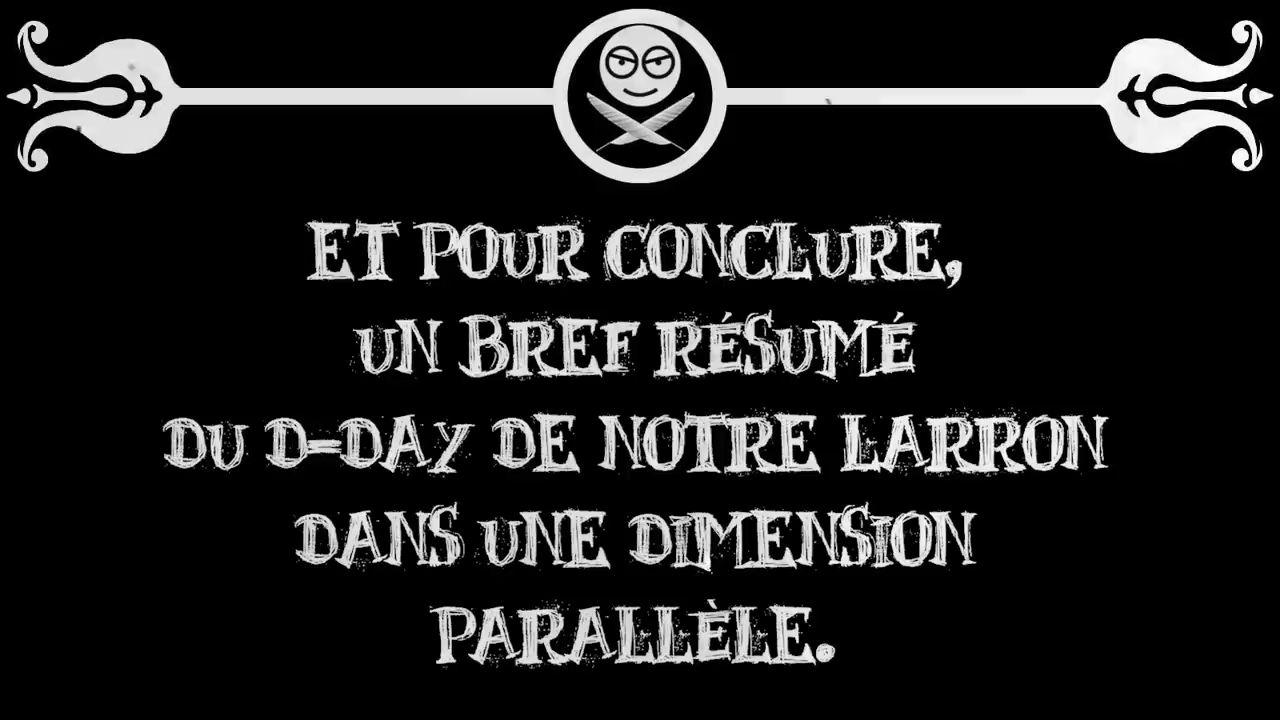 ET POUR CONCLURE,
UN BREF RÉSUMÉ
DU D-DAY DE NOTRE LARRON
DANS UNE DIMENSION
PARALLÈLE.